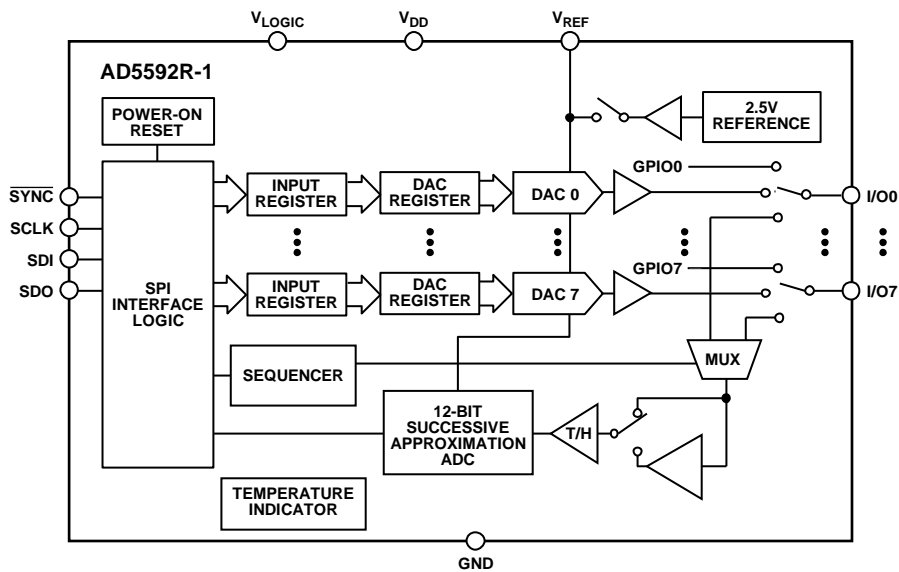 VLOGIC
VDD
VREF
AD5592R-1
POWER-ON
RESET
2.5V
REFERENCE
SYNC
SCLK
SDI
SDO
SPI
INTERFACE
LOGIC
INPUT
REGISTER
DAC
REGISTER
DAC 0
GPIO0
I/O0
INPUT
REGISTER
DAC
REGISTER
DAC 7
GPIO7
I/O7
SEQUENCER
MUX
12-BIT
SUCCESSIVE
APPROXIMATION
ADC
T/H
TEMPERATURE
INDICATOR
GND